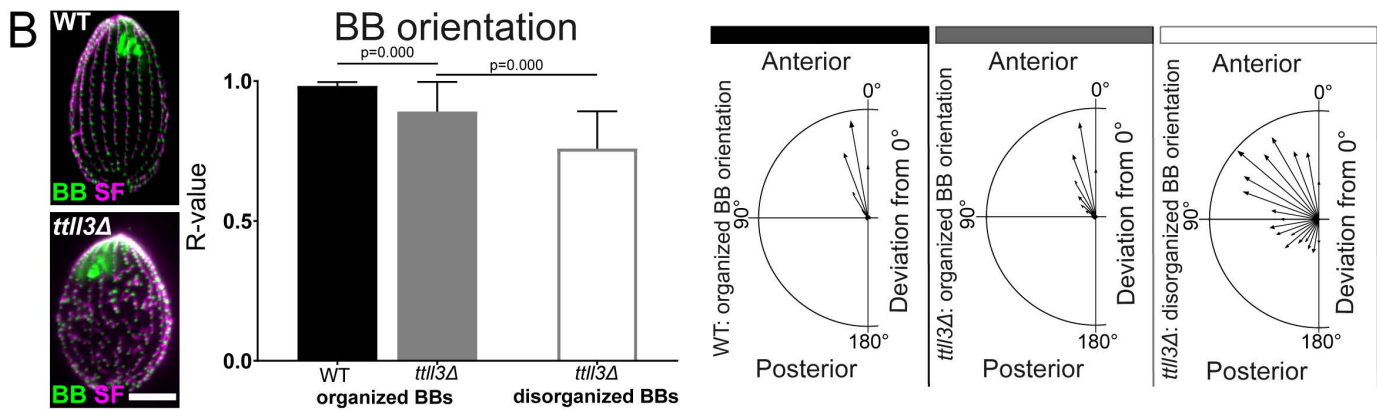 B
WT
BB SF
ttll3Δ
BB SF
BB orientation
p=0.000
p=0.000
R-value
1.0
0.5
0.0
WT
ttll3Δ
ttll3Δ
organized BBs
disorganized BBs
WT: organized BB orientation
Anterior
0°
90°
180°
Posterior
Deviation from 0°
ttll3Δ: organized BB orientation
Anterior
0°
90°
180°
Posterior
Deviation from 0°
ttll3Δ: disorganized BB orientation
Anterior
0°
90°
180°
Posterior
Deviation from 0°